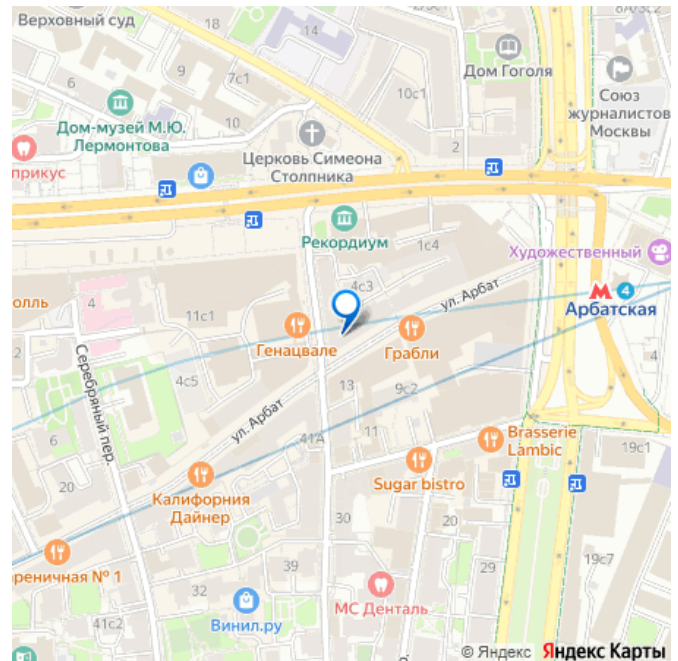 Верховный суд
14
18
6
9
7с1
10с1
Дом Гоголя
Союз
журналистов
Москвы
Дом-музей М.Ю.
Лермонтова
10
Церковь Симеона
Столпника
2
прикус
Рекордиум
1с4
Художественный
4с3
ул. Арбат
4
Арбатская
олль
4
11с1
Генацвале
Грабли
4
Серебряный пер.
4с5
13
9с2
ул. Арбат
11
41А
6
Brasserie
Lambic
19с1
20
Калифорния
Дайнер
Sugar bistro
30
20
ареничная № 1
39
29
19с7
32
МС Денталь
41с2
Винил.ру
© Яндекс Яндекс Карты